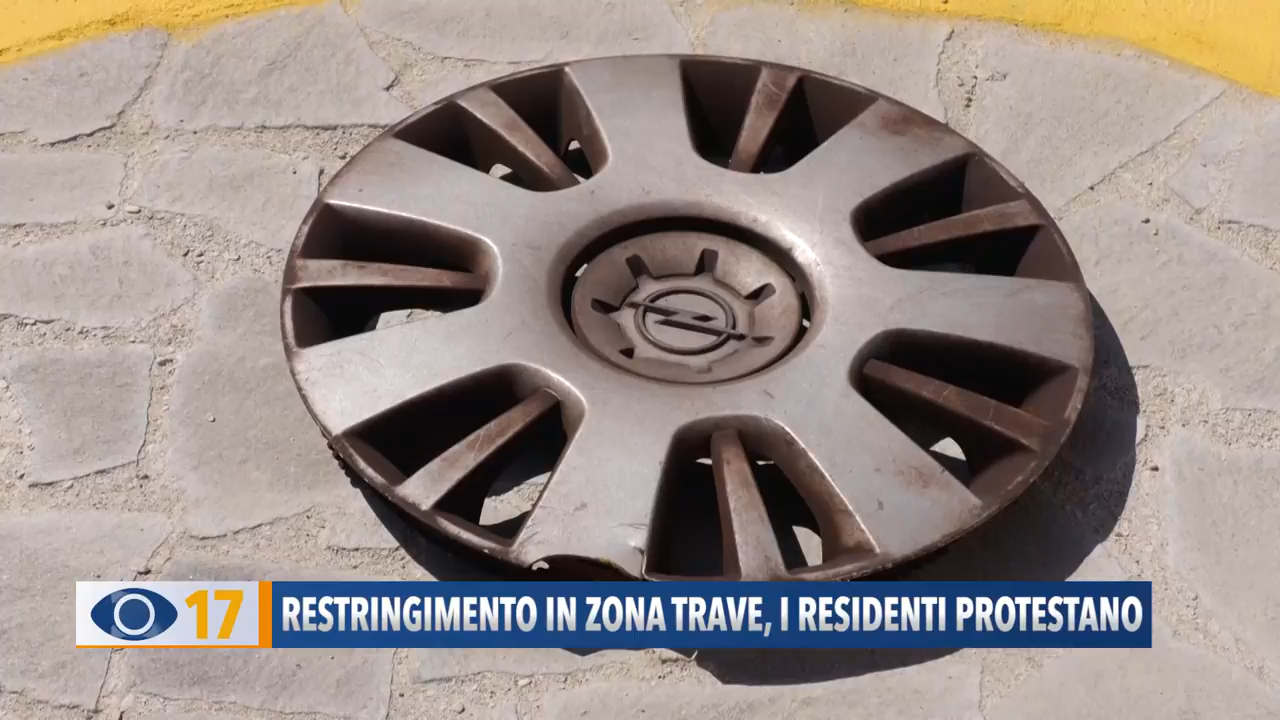 17 RESTRINGIMENTO IN ZONA TRAVE, I RESIDENTI PROTESTANO